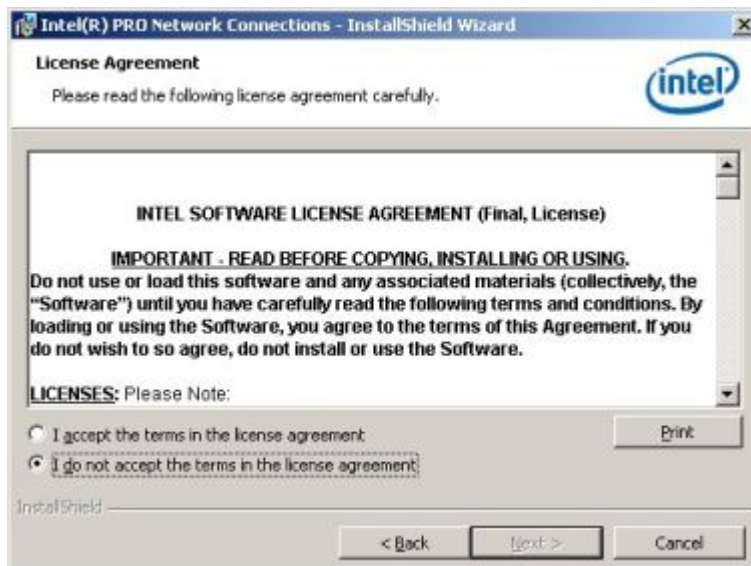 Intel(R) PRO Network Connections - InstallShield Wizard
License Agreement
Please read the following license agreement carefully.
intel
INTEL SOFTWARE LICENSE AGREEMENT (Final, License)
IMPORTANT - READ BEFORE COPYING, INSTALLING OR USING.
Do not use or load this software and any associated materials (collectively, the
“Software”) until you have carefully read the following terms and conditions. By
loading or using the Software, you agree to the terms of this Agreement. If you
do not wish to so agree, do not install or use the Software.
LICENSES: Please Note:
I accept the terms in the license agreement
Print
I do not accept the terms in the license agreement
InstallShield
< Back
Next >
Cancel